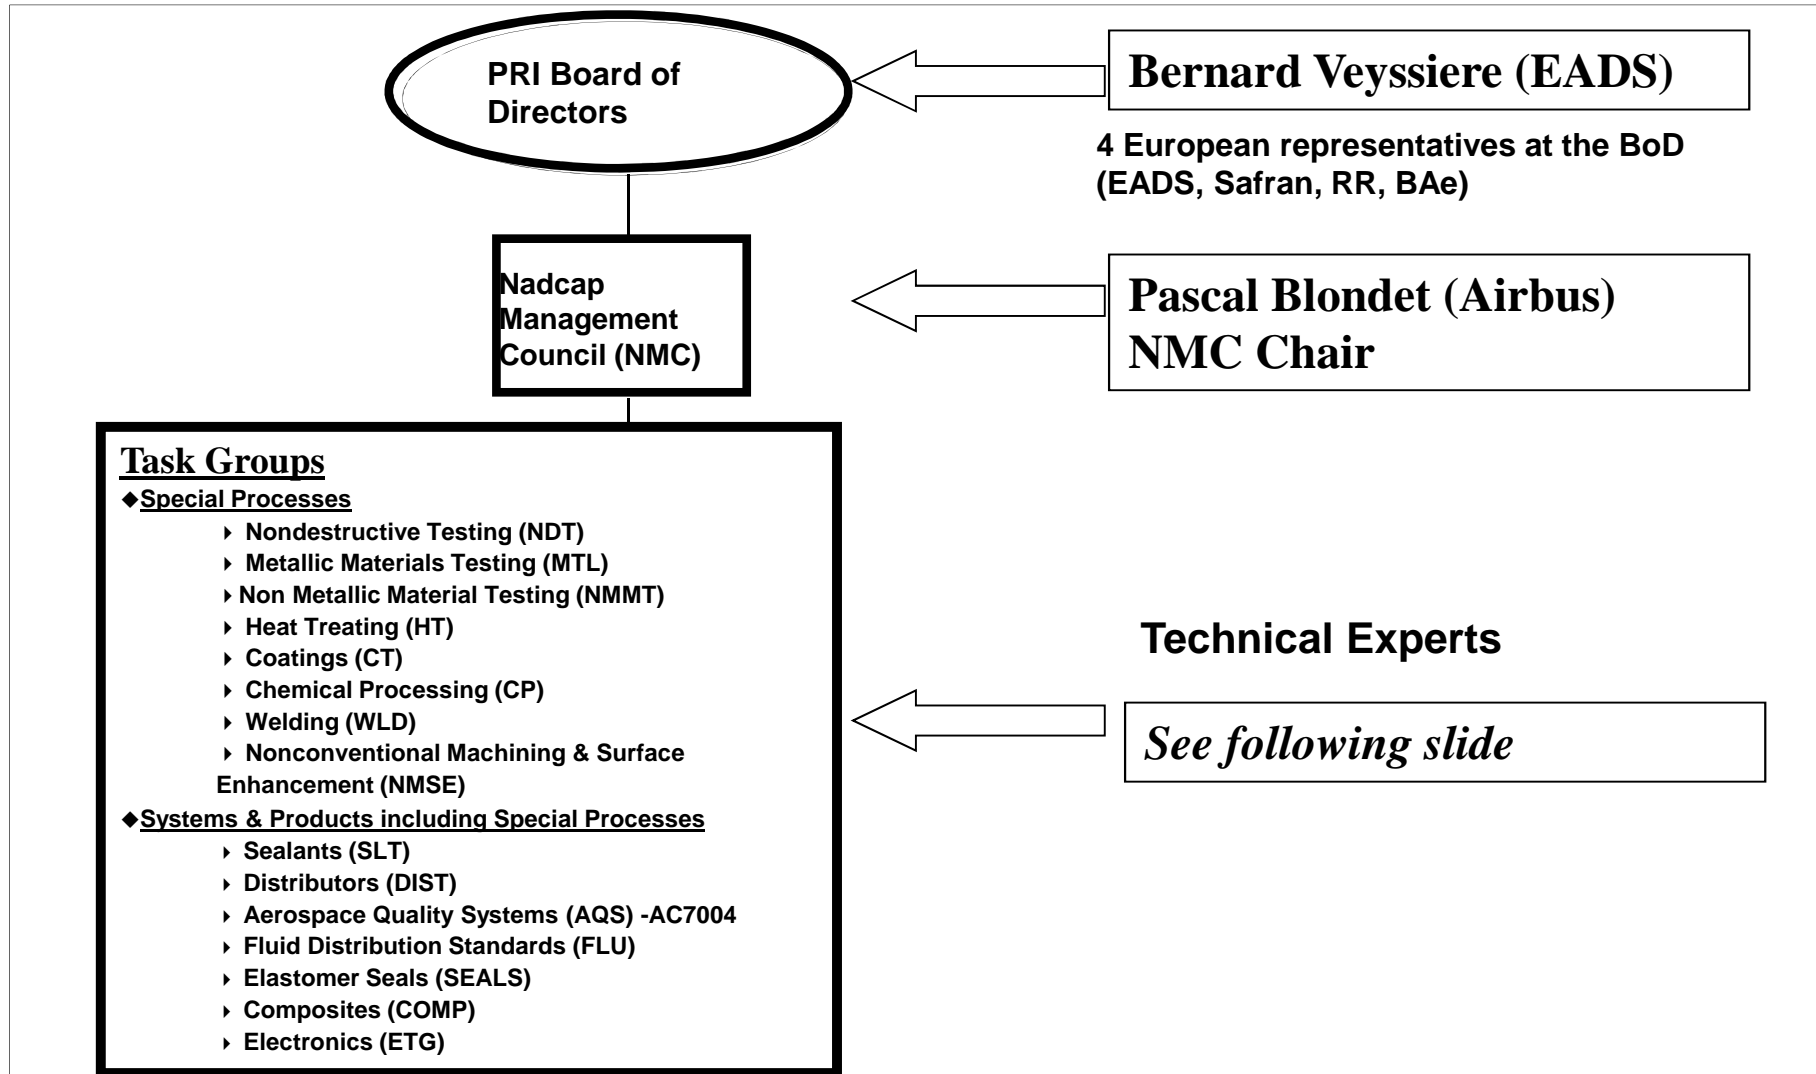 PRI Board of
Directors
Bernard Veyssiere (EADS)
4 European representatives at the BoD
(EADS, Safran, RR, BAe)
Nadcap
Management
Council (NMC)
Pascal Blondet (Airbus)
NMC Chair
Task Groups
◆Special Processes
Nondestructive Testing (NDT)
Metallic Materials Testing (MTL)
Non Metallic Material Testing (NMMT)
Heat Treating (HT)
Coatings (CT)
Chemical Processing (CP)
Welding (WLD)
Nonconventional Machining & Surface
Enhancement (NMSE)
◆Systems & Products including Special Processes
Sealants (SLT)
Distributors (DIST)
Aerospace Quality Systems (AQS) -AC7004
Fluid Distribution Standards (FLU)
Elastomer Seals (SEALS)
Composites (COMP)
Electronics (ETG)
Technical Experts
See following slide